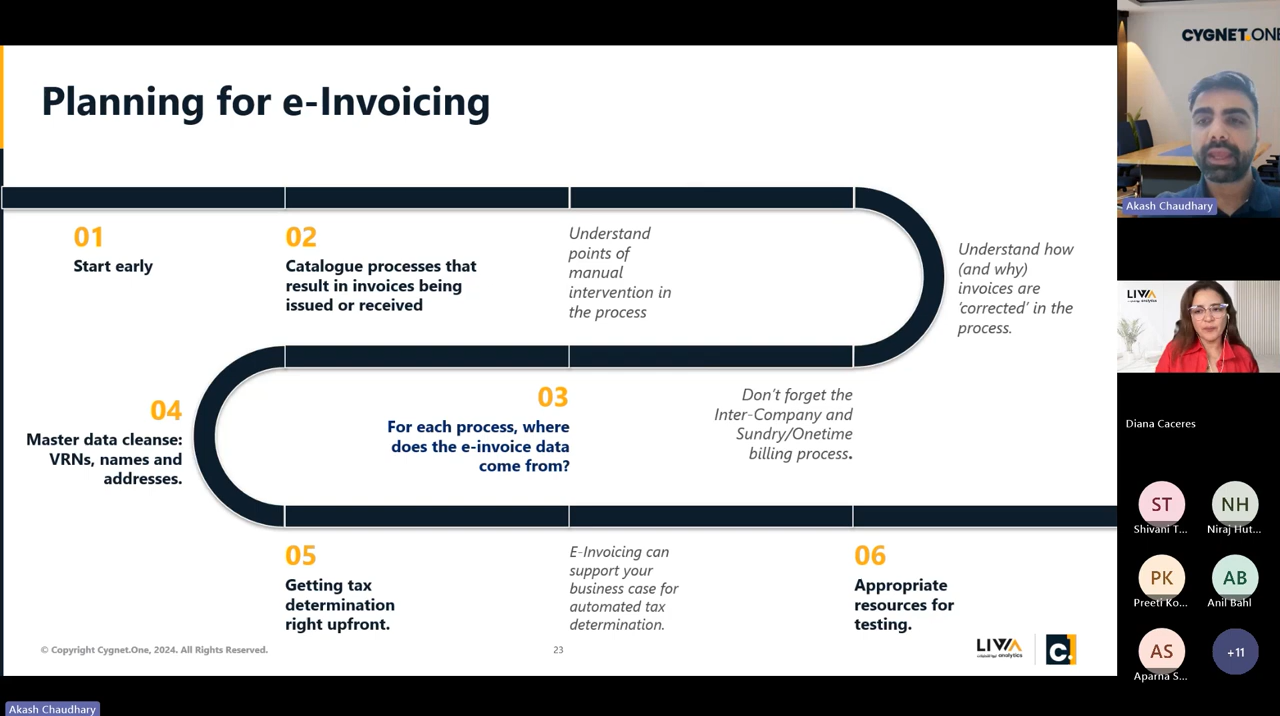 Planning for e-Invoicing
01
Start early
02
Catalogue processes that
result in invoices being
issued or received
Understand
points of
manual
intervention in
the process
Understand how
(and why)
invoices are
‘corrected’ in the
process.
Don’t forget the
Inter-Company and
Sundry/Onetime
billing process.
03
For each process, where
does the e-invoice data
come from?
04
Master data cleanse:
VRNs, names and
addresses.
05
Getting tax
determination
right upfront.
E-Invoicing can
support your
business case for
automated tax
determination.
06
Appropriate
resources for
testing.
© Copyright Cygnet.One, 2024. All Rights Reserved.
23
LIVVA
analytics
C.
CYGNET.ONE
Akash Chaudhary
analytics
Diana Caceres
ST
Shivani T...
NH
Niraj Hut...
PK
Preeti Ko...
AB
Anil Bahl
AS
Aparna S...
+11
Akash Chaudhary